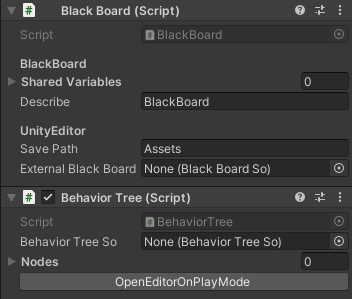 Black Board (Script)
Script BlackBoard
BlackBoard
Shared Variables 0
Describe BlackBoard
UnityEditor
Save Path Assets
External Black Board None (Black Board So)
Behavior Tree (Script)
Script BehaviorTree
Behavior Tree So None (Behavior Tree So)
Nodes 0
OpenEditorOnPlayMode